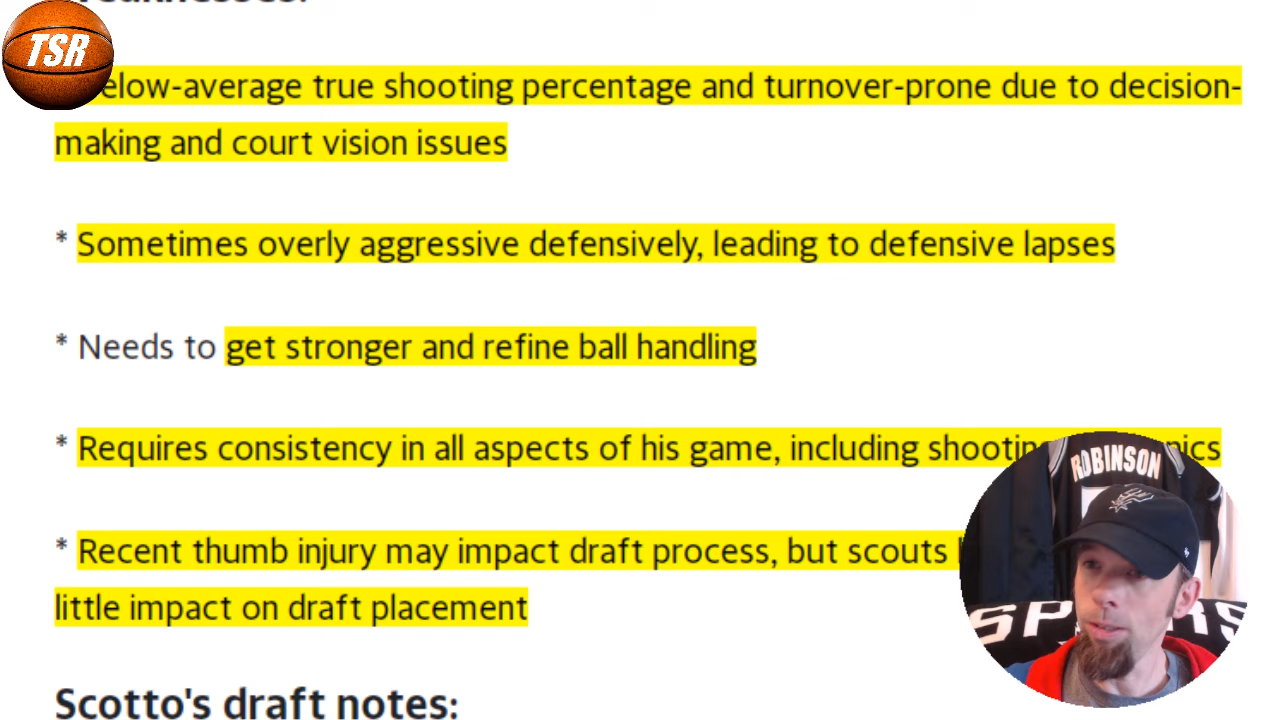 TSR
-average true shooting percentage and turnover-prone due to decision-
making and court vision issues
* Sometimes overly aggressive defensively, leading to defensive lapses
* Needs to get stronger and refine ball handling
* Requires consistency in all aspects of his game, including
* Recent thumb injury may impact draft process, but scouts
little impact on draft placement
Scotto's draft notes:
ROBINSON